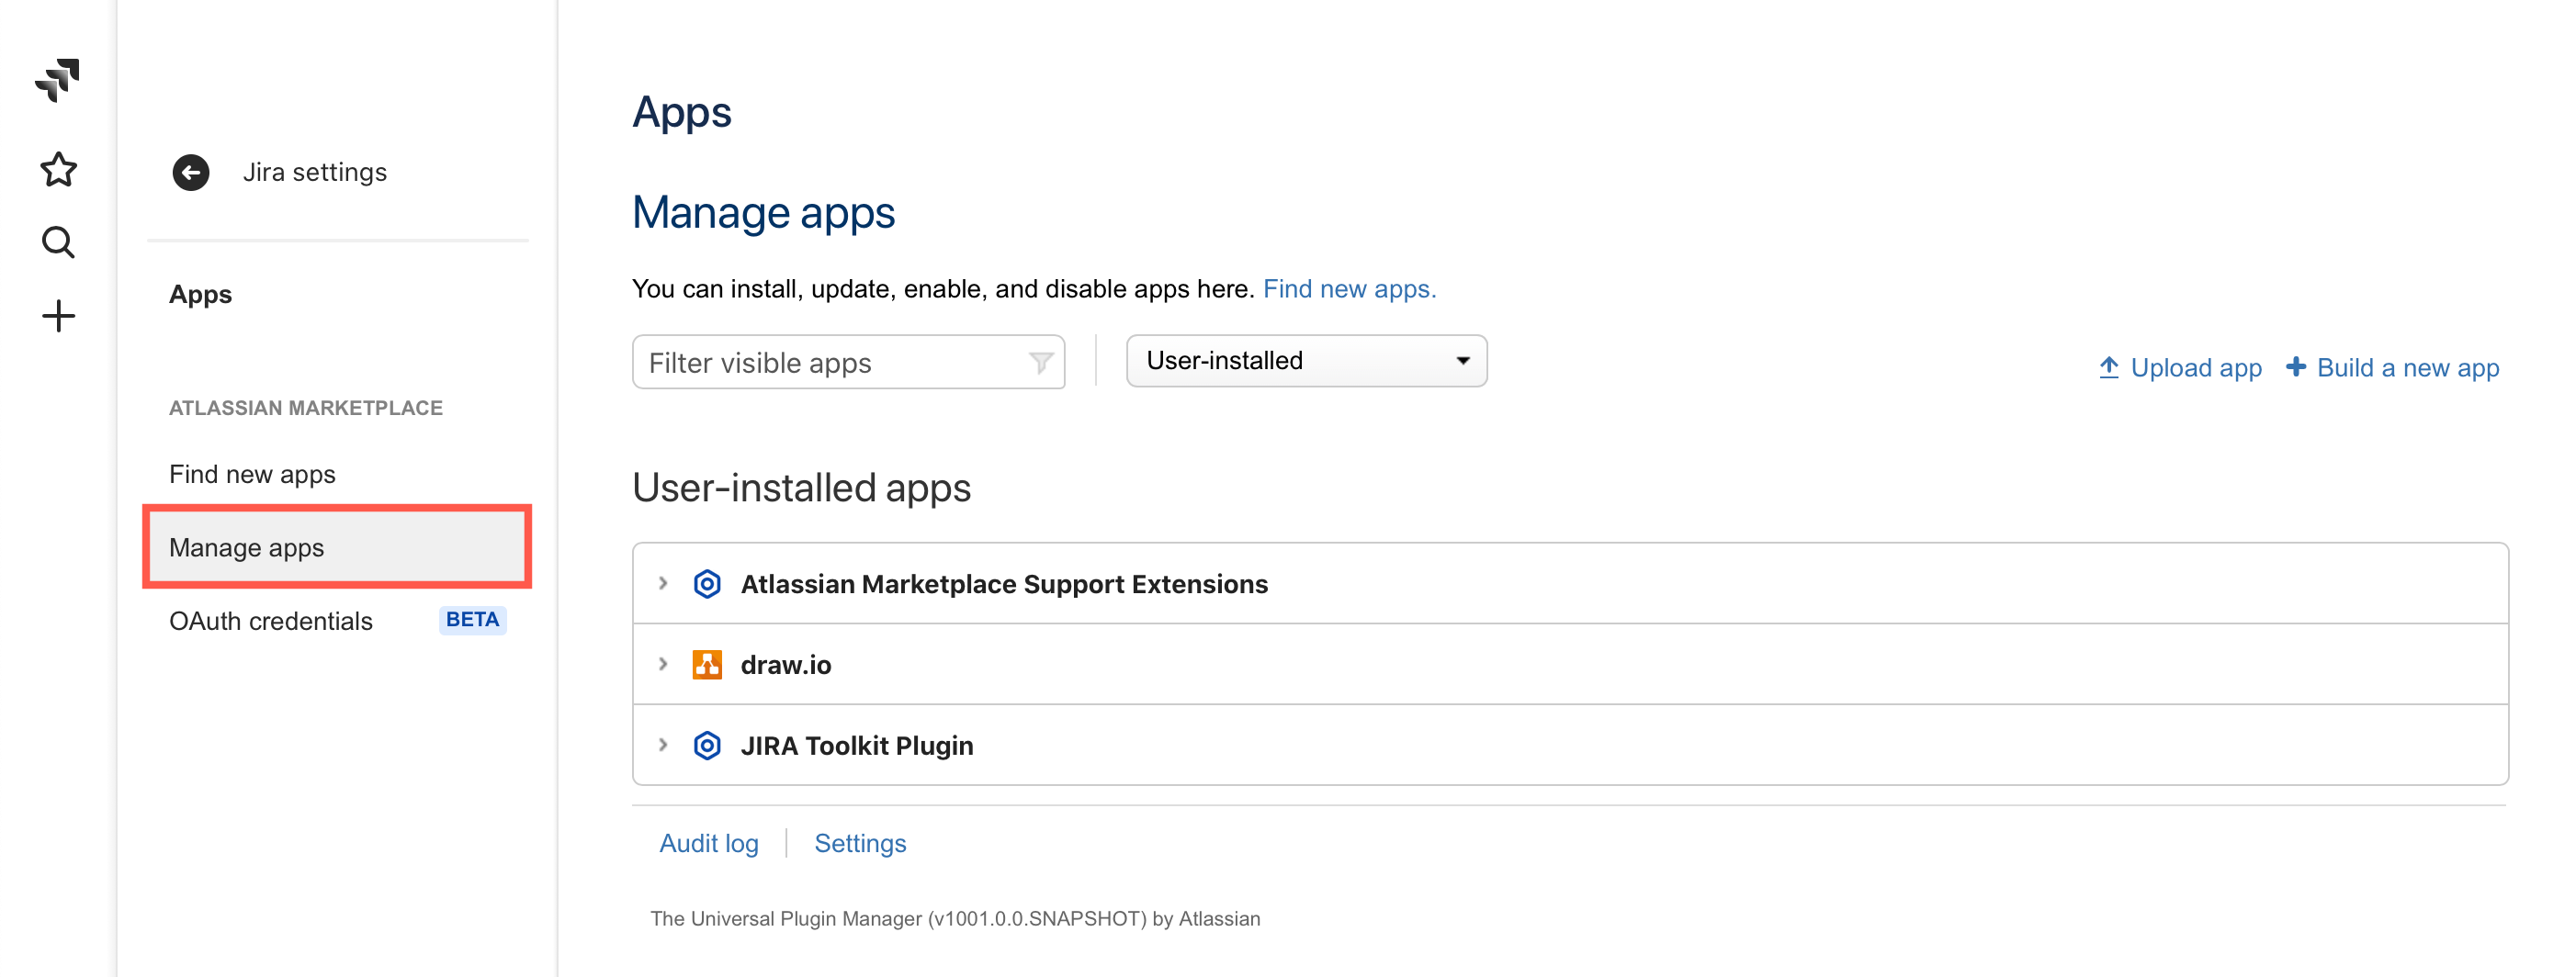 Jira settings
Apps
ATLASSIAN MARKETPLACE
Find new apps
Manage apps
OAuth credentials BETA
Apps
Manage apps
You can install, update, enable, and disable apps here. Find new apps.
Filter visible apps User-installed Upload app Build a new app
User-installed apps
Atlassian Marketplace Support Extensions
draw.io
JIRA Toolkit Plugin
Audit log Settings
The Universal Plugin Manager (v1001.0.0.SNAPSHOT) by Atlassian